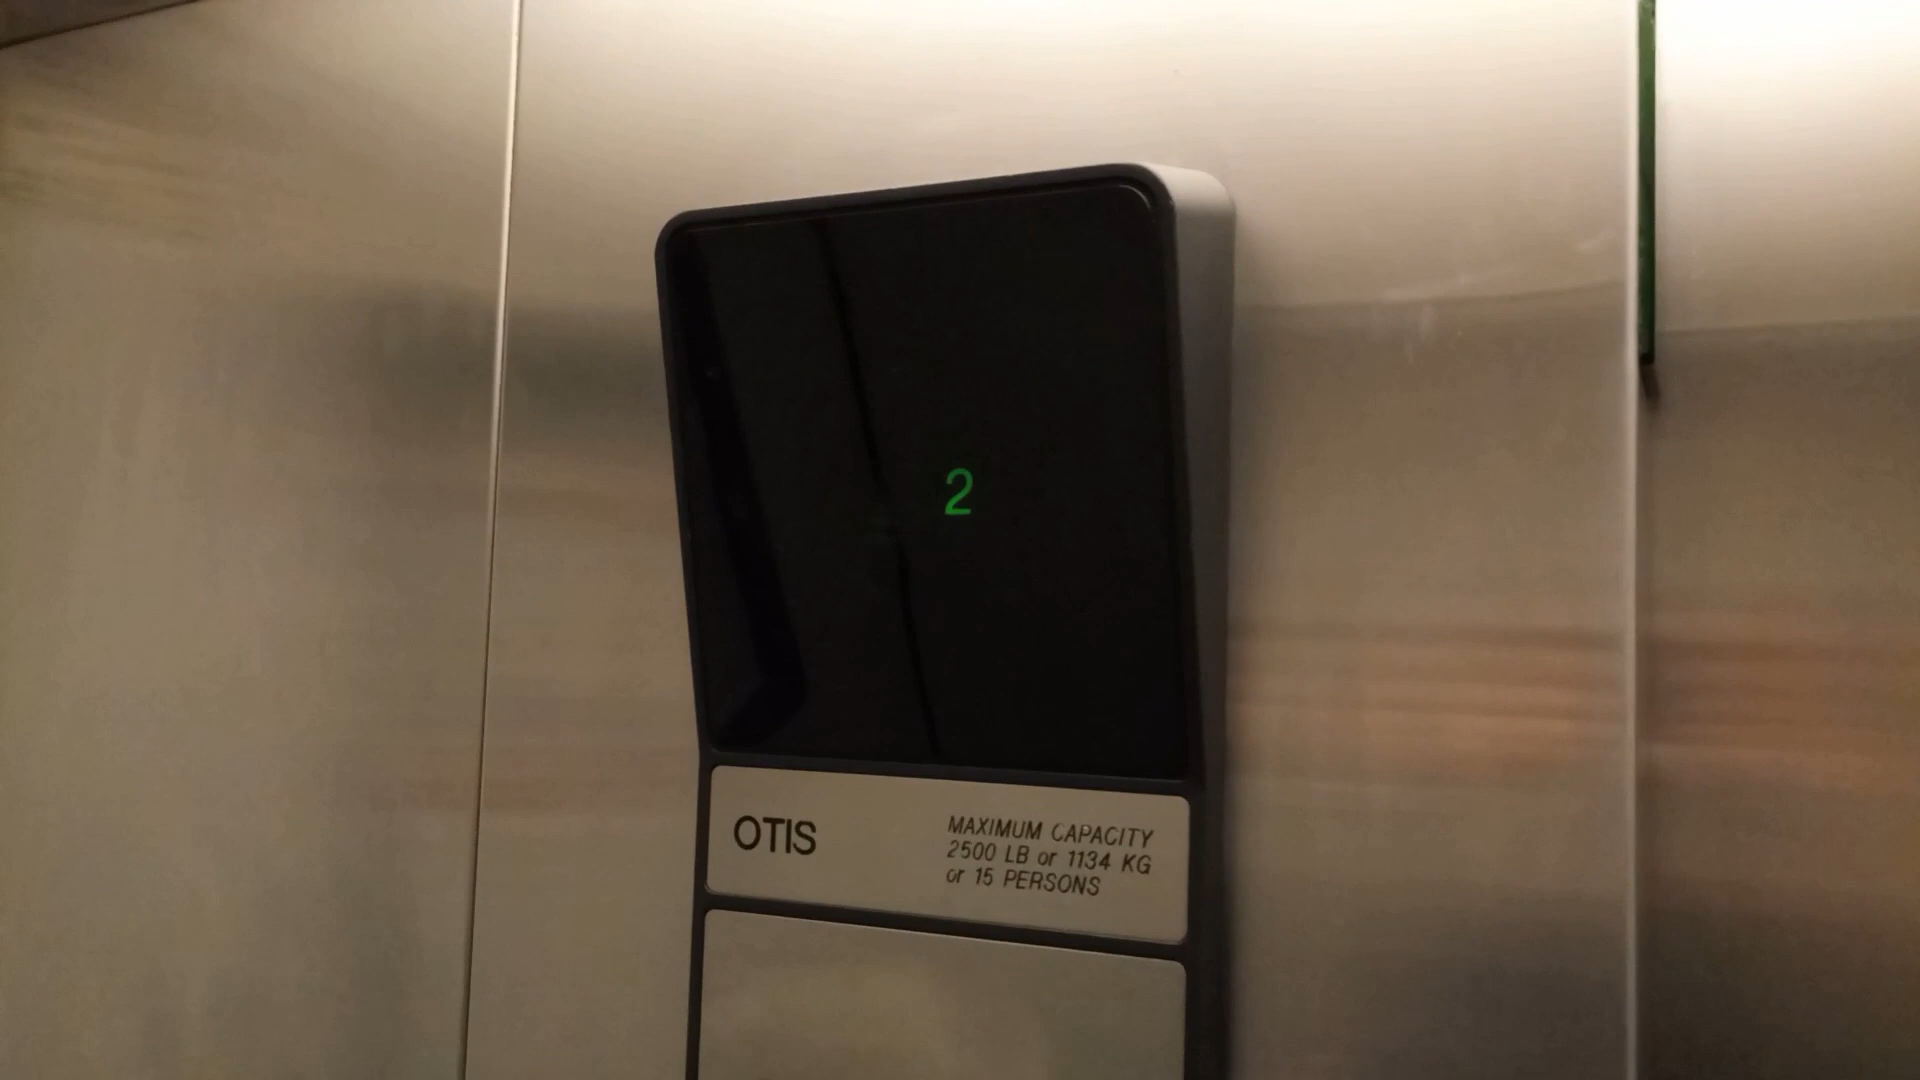 2
OTIS
MAXIMUM CAPACITY
2500 LB or 1134 KG
or 15 PERSONS